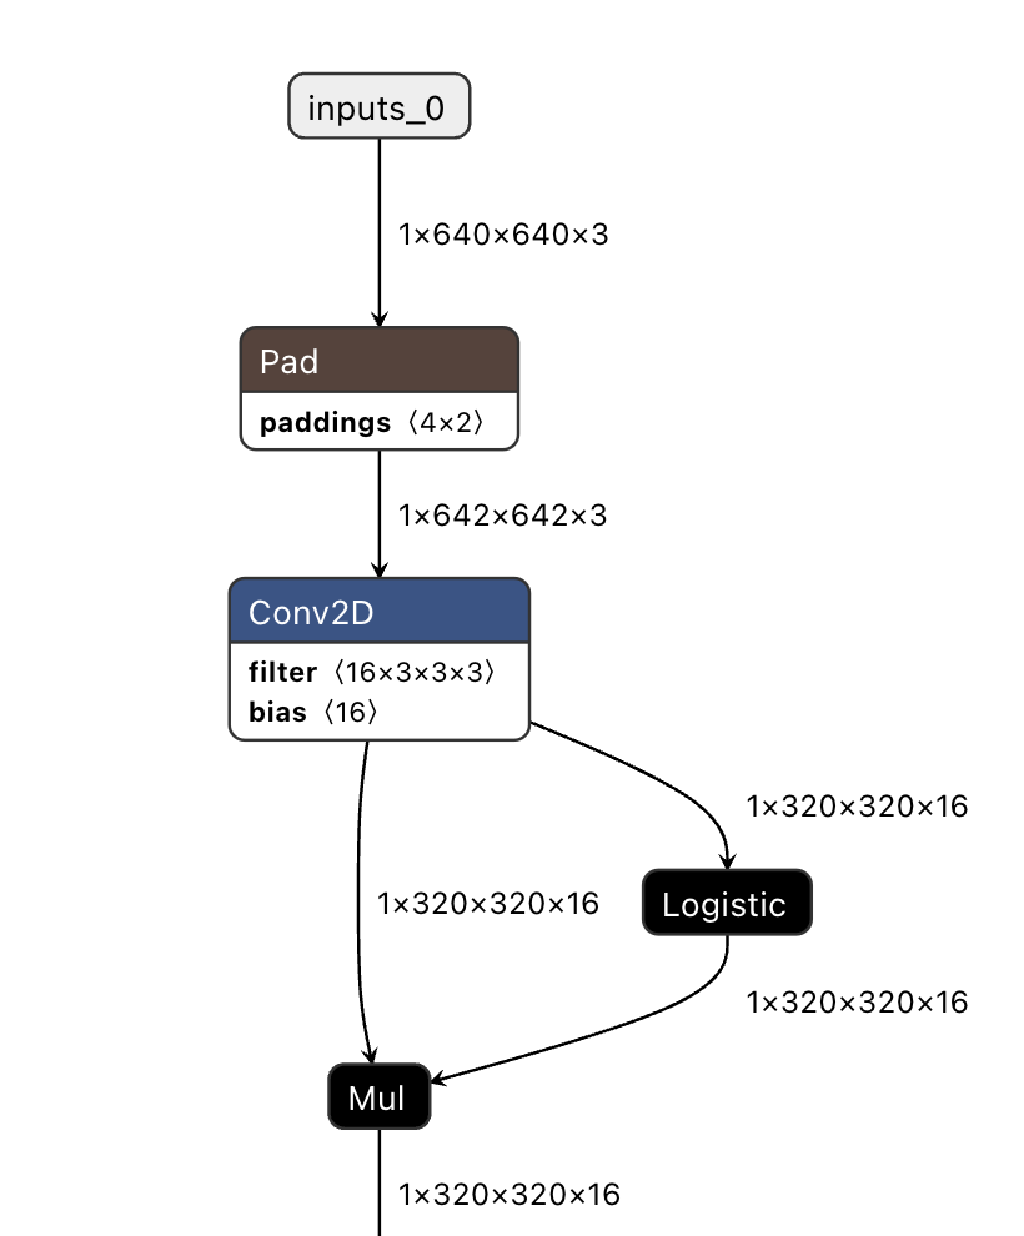 inputs_0
1×640×640×3
Pad
paddings ⟨4×2⟩
1×642×642×3
Conv2D
filter ⟨16×3×3×3⟩
bias ⟨16⟩
1×320×320×16
1×320×320×16
Logistic
1×320×320×16
Mul
1×320×320×16